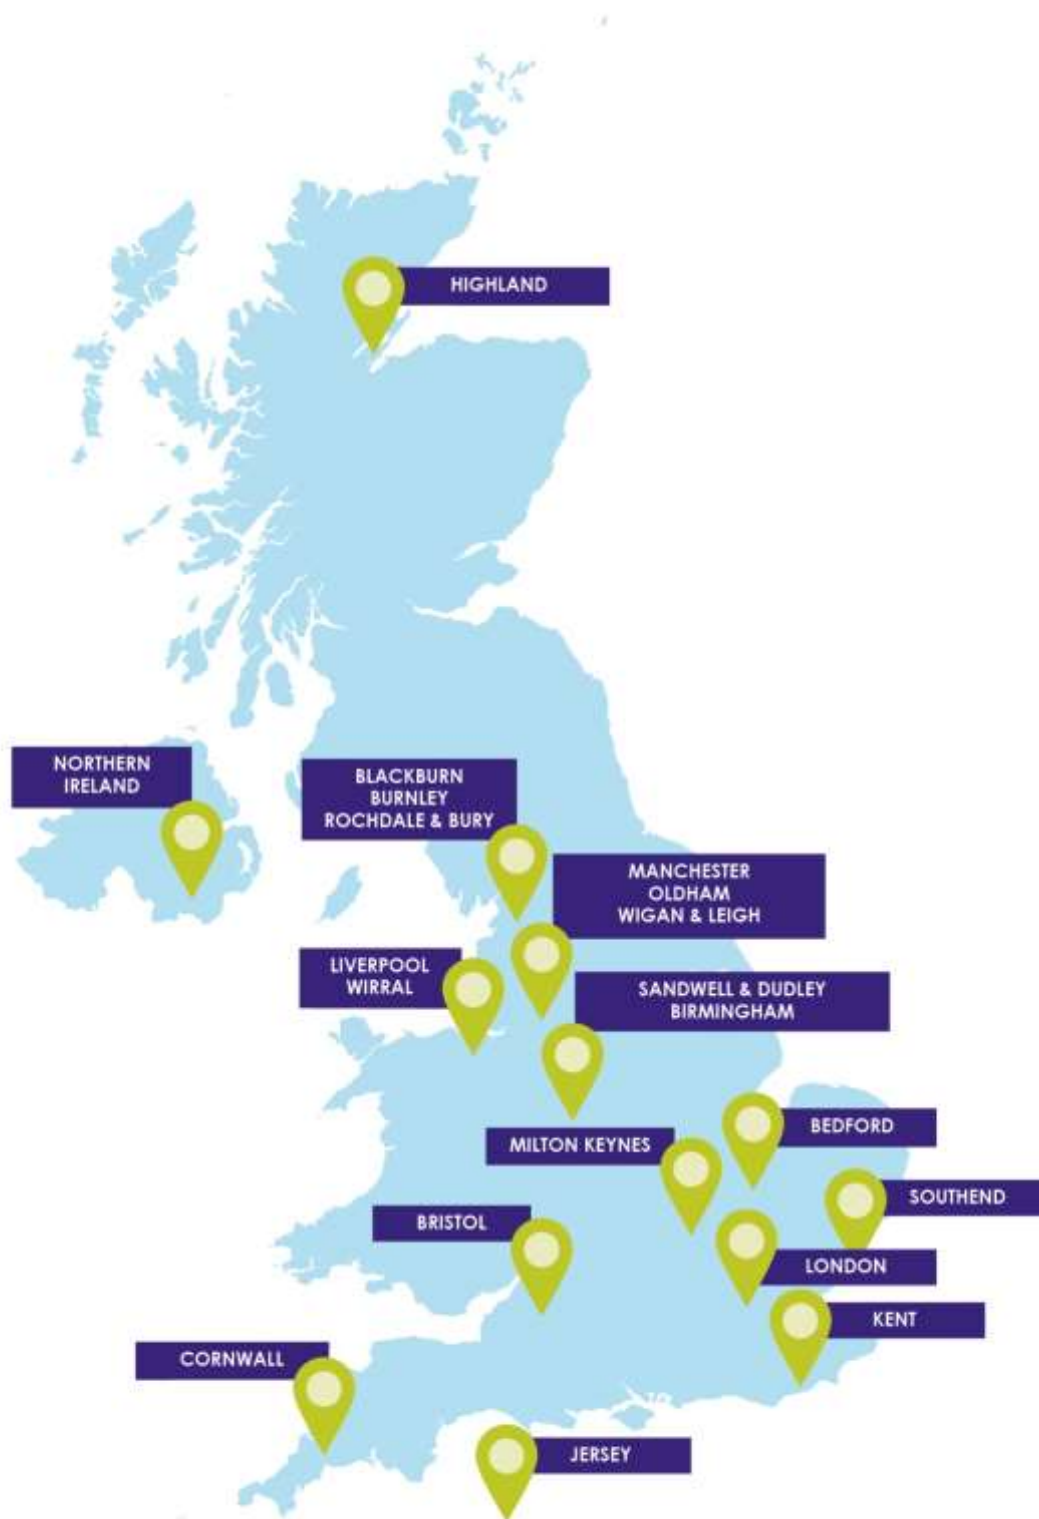 HIGHLAND
NORTHERN
IRELAND
BLACKBURN
BURNLEY
ROCHDALE & BURY
MANCHESTER
OLDHAM
WIGAN & LEIGH
LIVERPOOL
WIRRAL
SANDWELL & DUDLEY
BIRMINGHAM
BEDFORD
MILTON KEYNES
SOUTHEND
BRISTOL
LONDON
KENT
CORNWALL
JERSEY